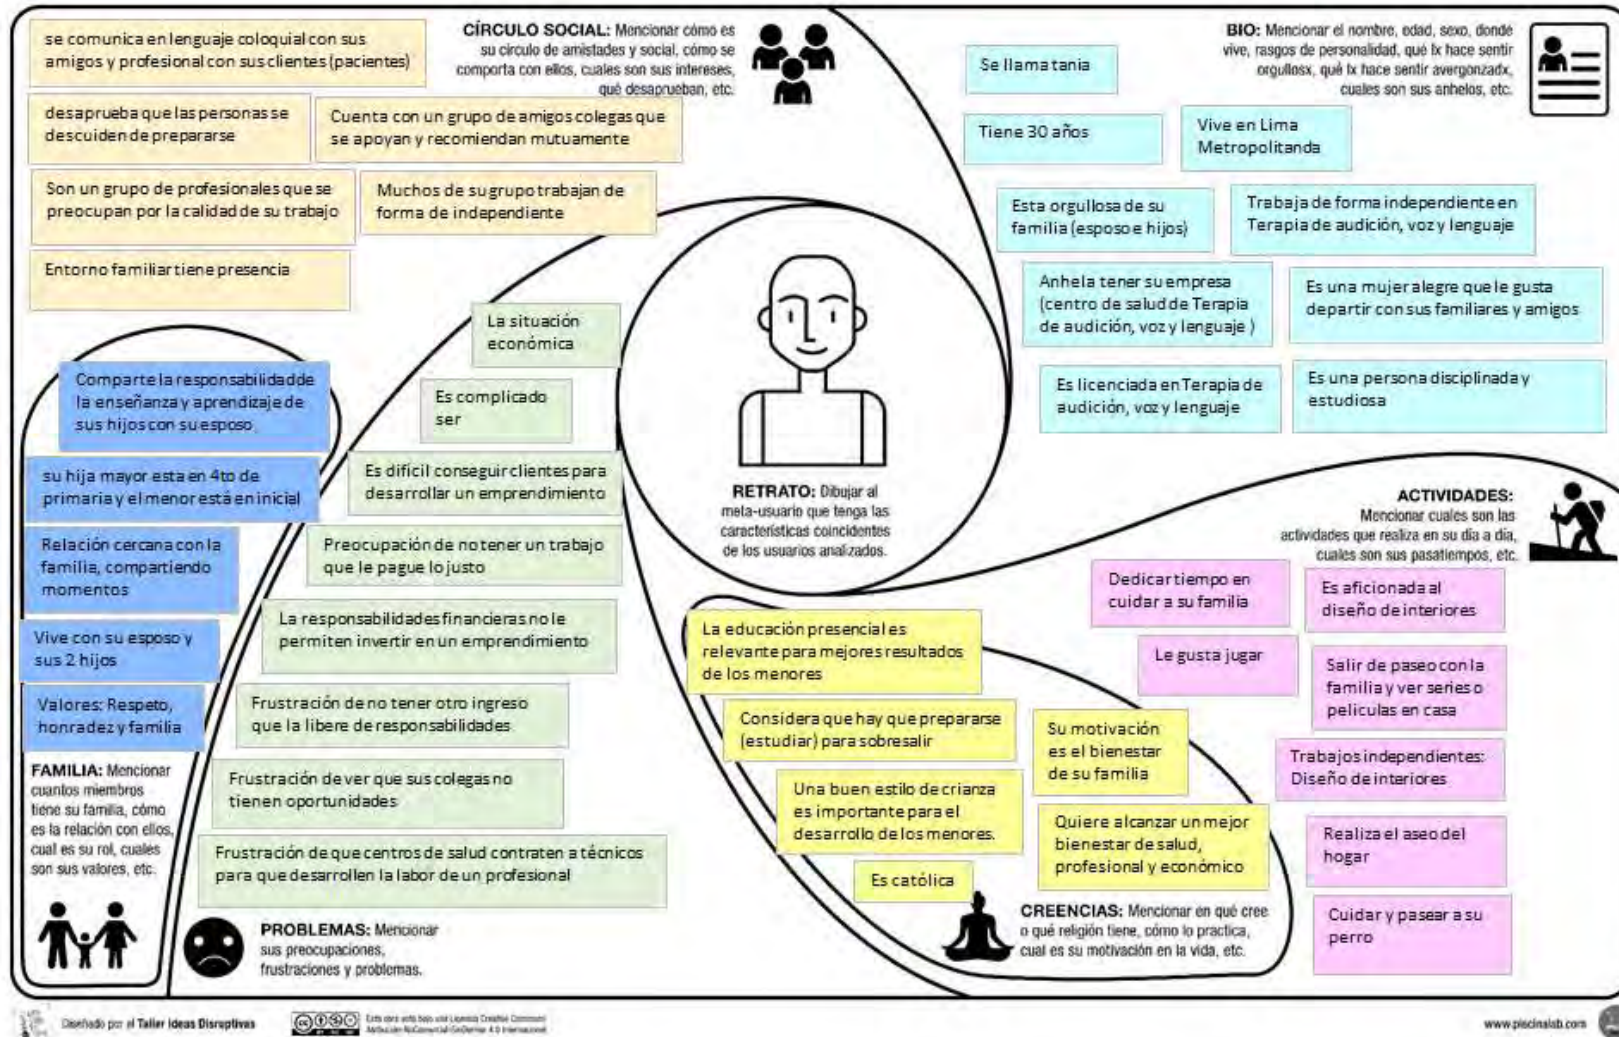 se comunica en lenguaje coloquial con sus
amigos y profesional con sus clientes (pacientes)
desaprueba que las personas se
descuiden de prepararse
Cuenta con un grupo de amigos colegas que
se apoyan y recomiendan mutuamente
Son un grupo de profesionales que se
preocupan por la calidad de su trabajo
Muchos de su grupo trabajan de
forma de independiente
Entorno familiar tiene presencia
CÍRCULO SOCIAL: Mencionar cómo es
su circulo de amistades y social, cómo se
comporta con ellos, cuales son sus intereses,
qué desaprueban, etc.
BIO: Mencionar el nombre, edad, sexo, donde
vive, rasgos de personalidad, qué lx hace sentir
orgullosx, qué lx hace sentir avergonzadx,
cuales son sus anhelos, etc.
Se llama tania
Tiene 30 años
Vive en Lima
Metropolitanda
Esta orgullosa de su
familia (esposo e hijos)
Trabaja de forma independiente en
Terapia de audición, voz y lenguaje
Anhela tener su empresa
(centro de salud de Terapia
de audición, voz y lenguaje )
Es una mujer alegre que le gusta
departir con sus familiares y amigos
Es licenciada en Terapia de
audición, voz y lenguaje
Es una persona disciplinada y
estudiosa
RETRATO: Dibujar al
meta-usuario que tenga las
características coincidentes
de los usuarios analizados.
Comparte la responsabilidad de
la enseñanza y aprendizaje de
sus hijos con su esposo
su hija mayor esta en 4to de
primaria y el menor está en inicial
Relación cercana con la
familia, compartiendo
momentos
Vive con su esposo y
sus 2 hijos
Valores: Respeto,
honradez y familia
FAMILIA: Mencionar
cuantos miembros
tiene su familia, cómo
es la relación con ellos,
cual es su rol, cuales
son sus valores, etc.
La situación
económica
Es complicado
ser
Es dificil conseguir clientes para
desarrollar un emprendimiento
Preocupación de no tener un trabajo
que le pague lo justo
La responsabilidades financieras no le
permiten invertir en un emprendimiento
Frustración de no tener otro ingreso
que la libere de responsabilidades
Frustración de ver que sus colegas no
tienen oportunidades
Frustración de que centros de salud contraten a técnicos
para que desarrollen la labor de un profesional
PROBLEMAS: Mencionar
sus preocupaciones,
frustraciones y problemas.
La educación presencial es
relevante para mejores resultados
de los menores
Considera que hay que prepararse
(estudiar) para sobresalir
Su motivación
es el bienestar
de su familia
Una buen estilo de crianza
es importante para el
desarrollo de los menores.
Quiere alcanzar un mejor
bienestar de salud,
profesional y económico
Es católica
CREENCIAS: Mencionar en qué cree
o qué religión tiene, cómo lo practica,
cual es su motivación en la vida, etc.
ACTIVIDADES:
Mencionar cuales son las
actividades que realiza en su día a día,
cuales son sus pasatiempos, etc.
Dedicar tiempo en
cuidar a su familia
Es aficionada al
diseño de interiores
Le gusta jugar
Salir de paseo con la
familia y ver series o
peliculas en casa
Trabajos independientes:
Diseño de interiores
Realiza el aseo del
hogar
Cuidar y pasear a su
perro
Diseñado por el Taller Ideas Disruptivas
Esta obra está bajo una Licencia Creative Commons
Atribución-NoComercial-SinDerivar 4.0 Internacional
www.piscinalab.com